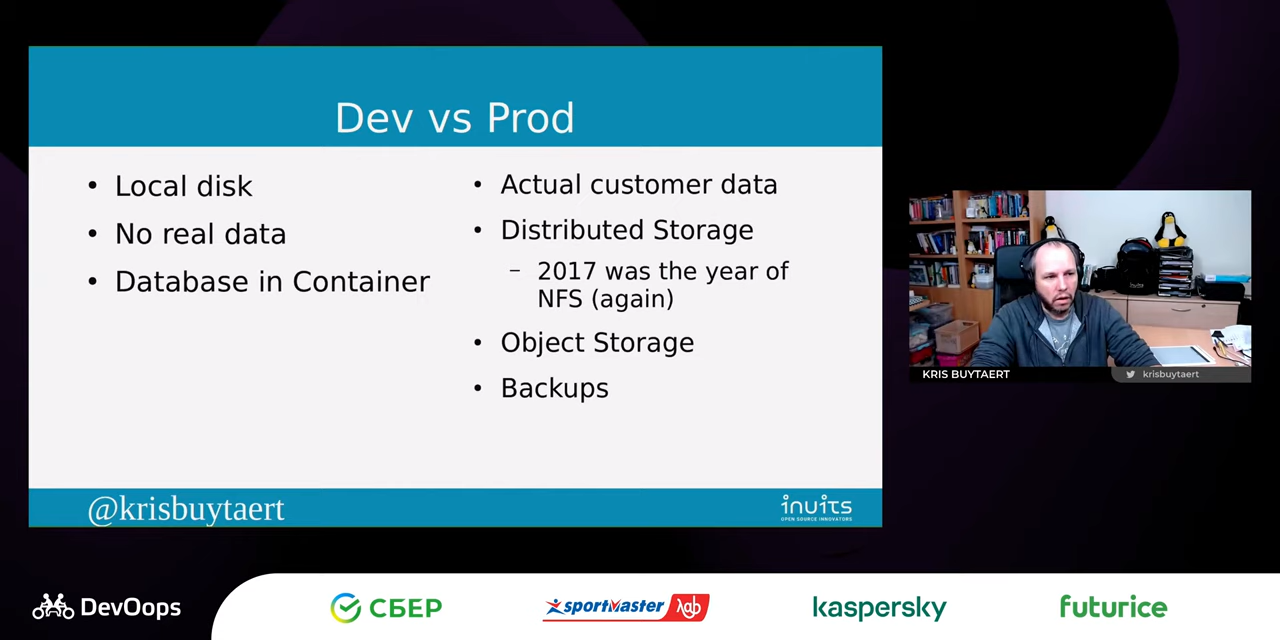 Dev vs Prod
• Local disk
• No real data
• Database in Container
• Actual customer data
• Distributed Storage
– 2017 was the year of
NFS (again)
• Object Storage
• Backups
@krisbuytaert
inuits
OPEN SOURCE INNOVATORS
KRIS BUYTAERT
krisbuytaert
DevOops
СБЕР
sportmaster лаб
kaspersky
futurice